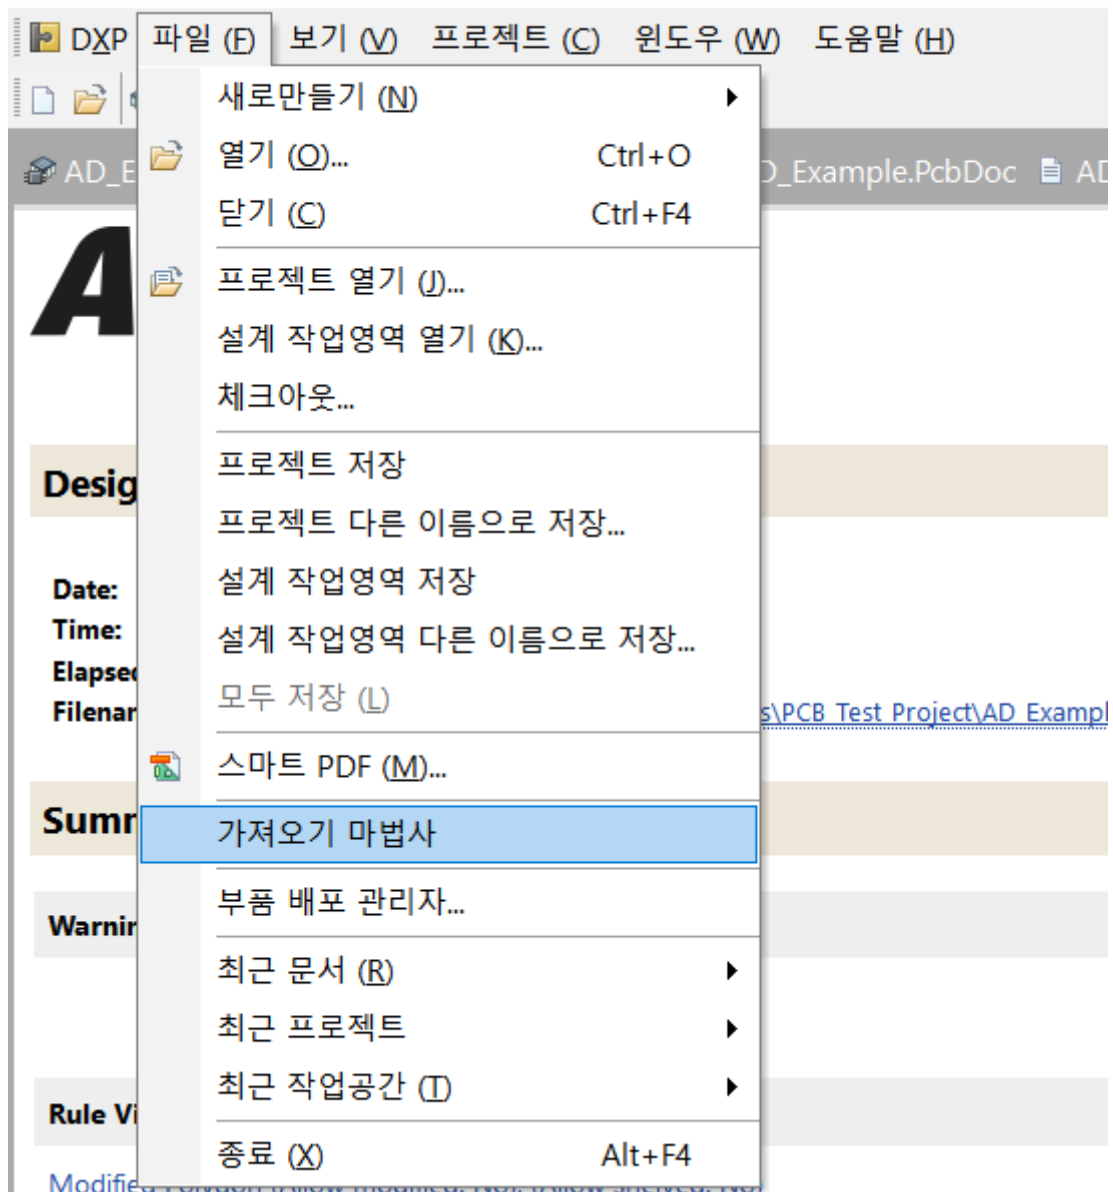 DXP 파일 (F) 보기 (V) 프로젝트 (C) 윈도우 (W) 도움말 (H)
새로만들기 (N)
열기 (O)... Ctrl+O
닫기 (C) Ctrl+F4
프로젝트 열기 (J)...
설계 작업영역 열기 (K)...
체크아웃...
프로젝트 저장
프로젝트 다른 이름으로 저장...
설계 작업영역 저장
설계 작업영역 다른 이름으로 저장...
모두 저장 (L)
스마트 PDF (M)...
가져오기 마법사
부품 배포 관리자...
최근 문서 (R)
최근 프로젝트
최근 작업공간 (T)
종료 (X) Alt+F4
AD_E D_Example.PcbDoc AD
A
Desig
Date:
Time:
Elapsed
Filenar s\PCB Test Project\AD Exampl
Sumr
Warnir
Rule Vi